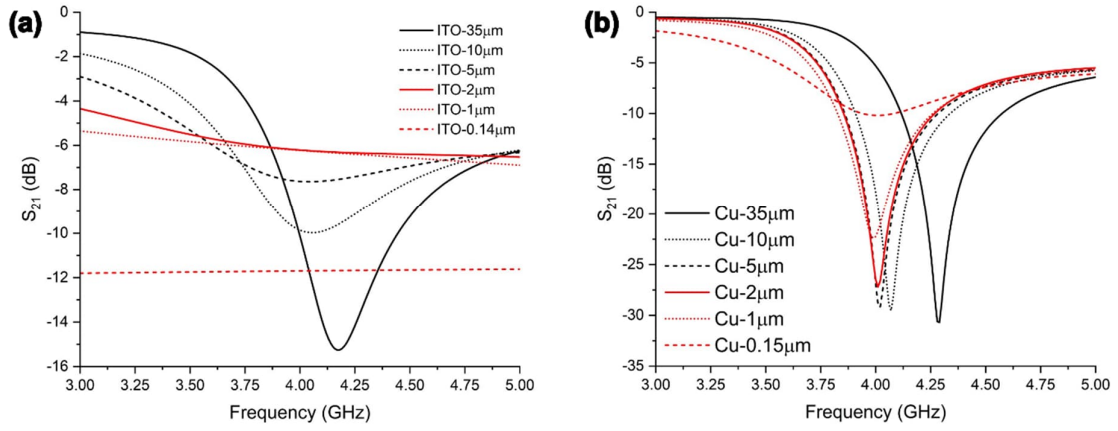 (a)
0
-2
-4
-6
-8
-10
-12
-14
-16
S21 (dB)
ITO-35μm
ITO-10μm
ITO-5μm
ITO-2μm
ITO-1μm
ITO-0.14μm
3.00 3.25 3.50 3.75 4.00 4.25 4.50 4.75 5.00
Frequency (GHz)
(b)
0
-5
-10
-15
-20
-25
-30
-35
S21 (dB)
Cu-35μm
Cu-10μm
Cu-5μm
Cu-2μm
Cu-1μm
Cu-0.15μm
3.00 3.25 3.50 3.75 4.00 4.25 4.50 4.75 5.00
Frequency (GHz)